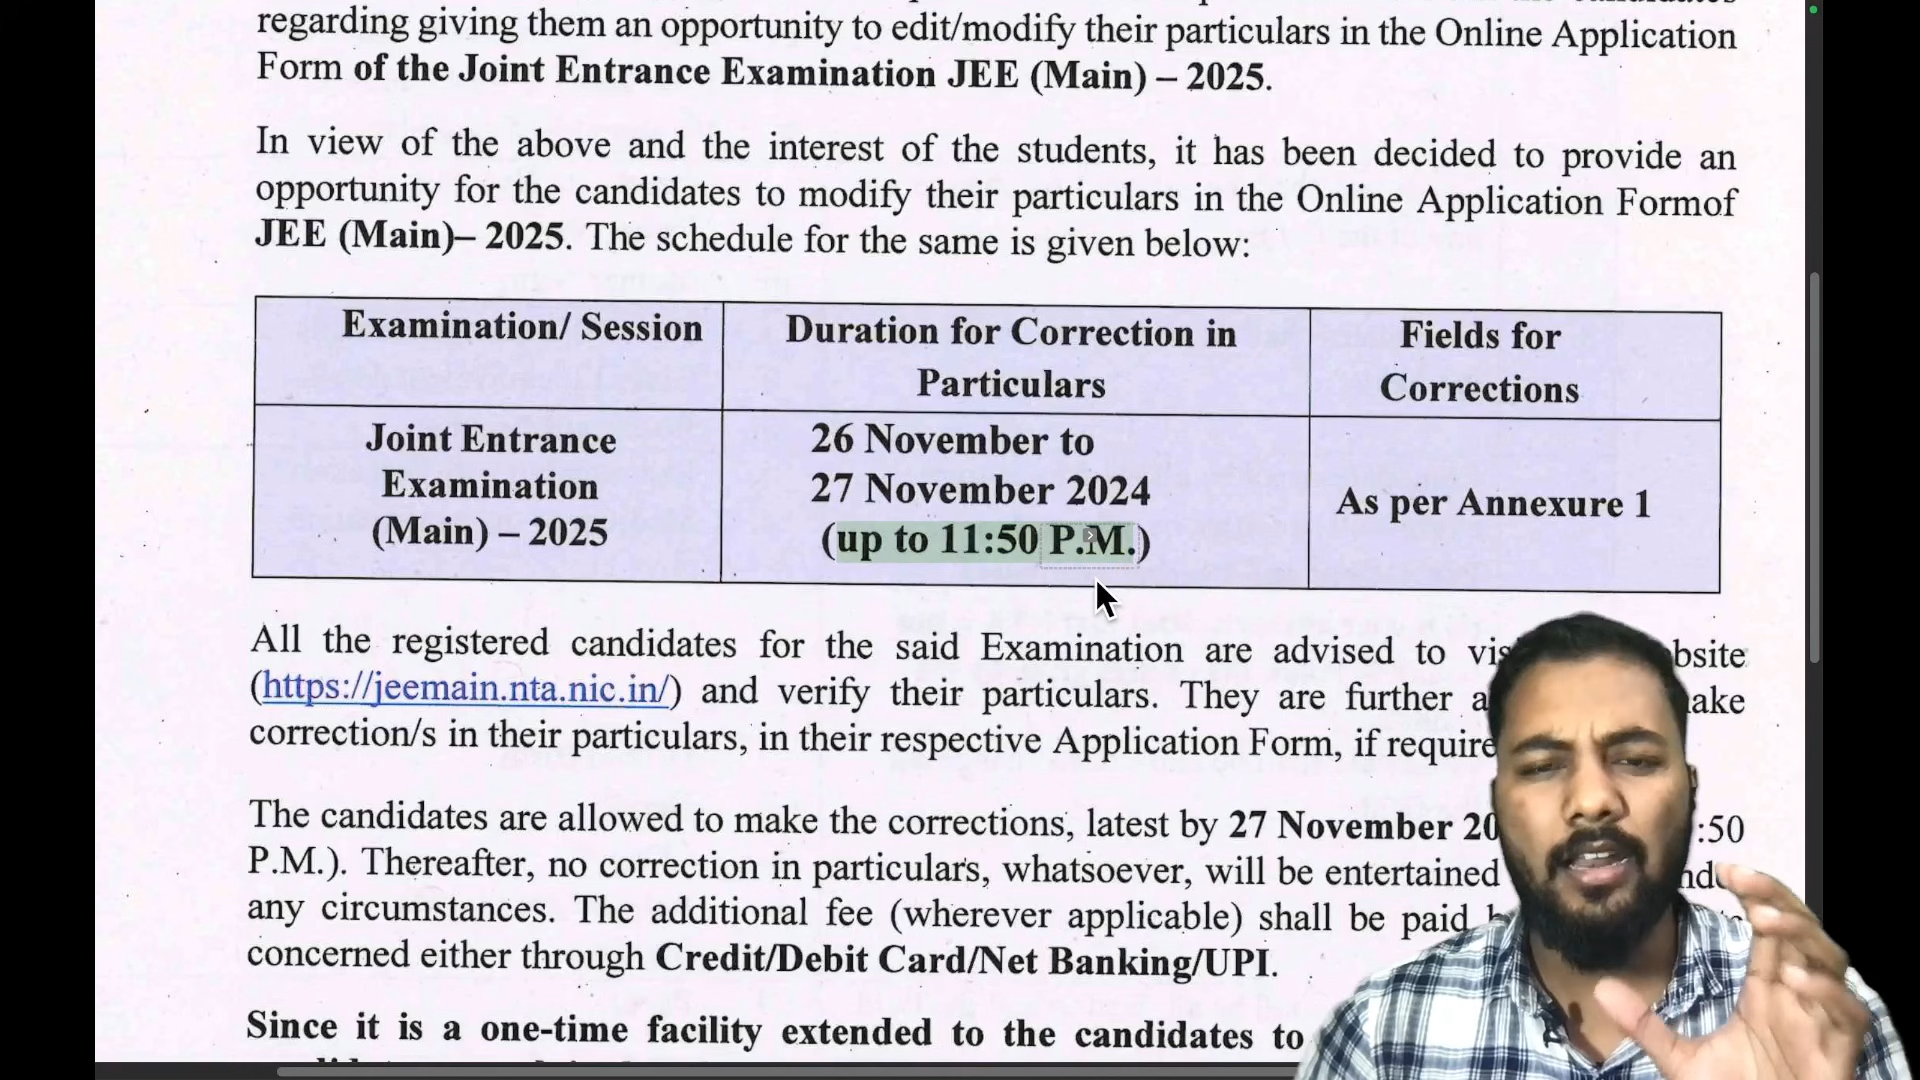 regarding giving them an opportunity to edit/modify their particulars in the Online Application
Form of the Joint Entrance Examination JEE (Main) – 2025.
In view of the above and the interest of the students, it has been decided to provide an
opportunity for the candidates to modify their particulars in the Online Application Formof
JEE (Main)– 2025. The schedule for the same is given below:
Examination/ Session
Duration for Correction in
Particulars
Fields for
Corrections
Joint Entrance
Examination
(Main) – 2025
26 November to
27 November 2024
(up to 11:50 P.M.)
As per Annexure 1
All the registered candidates for the said Examination are advised to
(https://jeemain.nta.nic.in/) and verify their particulars. They are further
correction/s in their particulars, in their respective Application Form, if
The candidates are allowed to make the corrections, latest by 27 November :50
P.M.). Thereafter, no correction in particulars, whatsoever, will be entertained
any circumstances. The additional fee (wherever applicable) shall be paid
concerned either through Credit/Debit Card/Net Banking/UPI.
Since it is a one-time facility extended to the candidates to